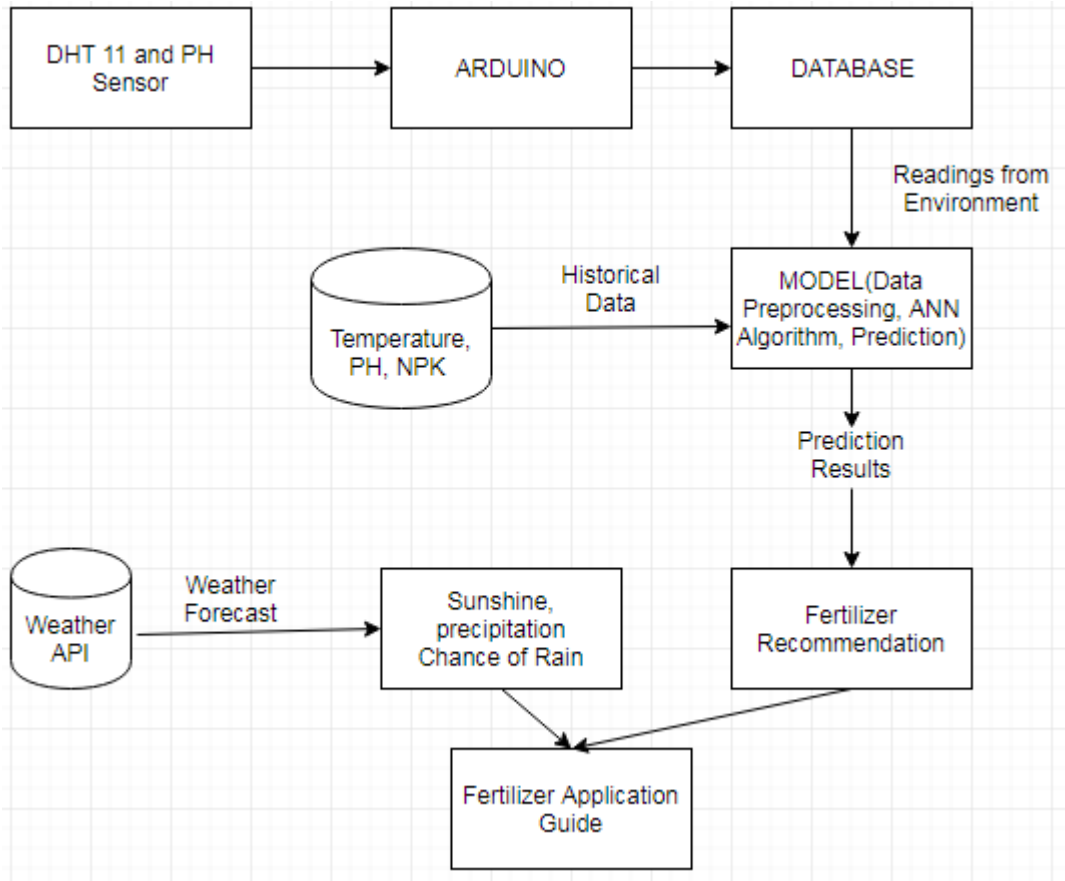 DHT 11 and PH
Sensor
ARDUINO
DATABASE
Readings from
Environment
Historical
Data
Temperature,
PH, NPK
MODEL(Data
Preprocessing, ANN
Algorithm, Prediction)
Prediction
Results
Weather
API
Weather
Forecast
Sunshine,
precipitation
Chance of Rain
Fertilizer
Recommendation
Fertilizer Application
Guide